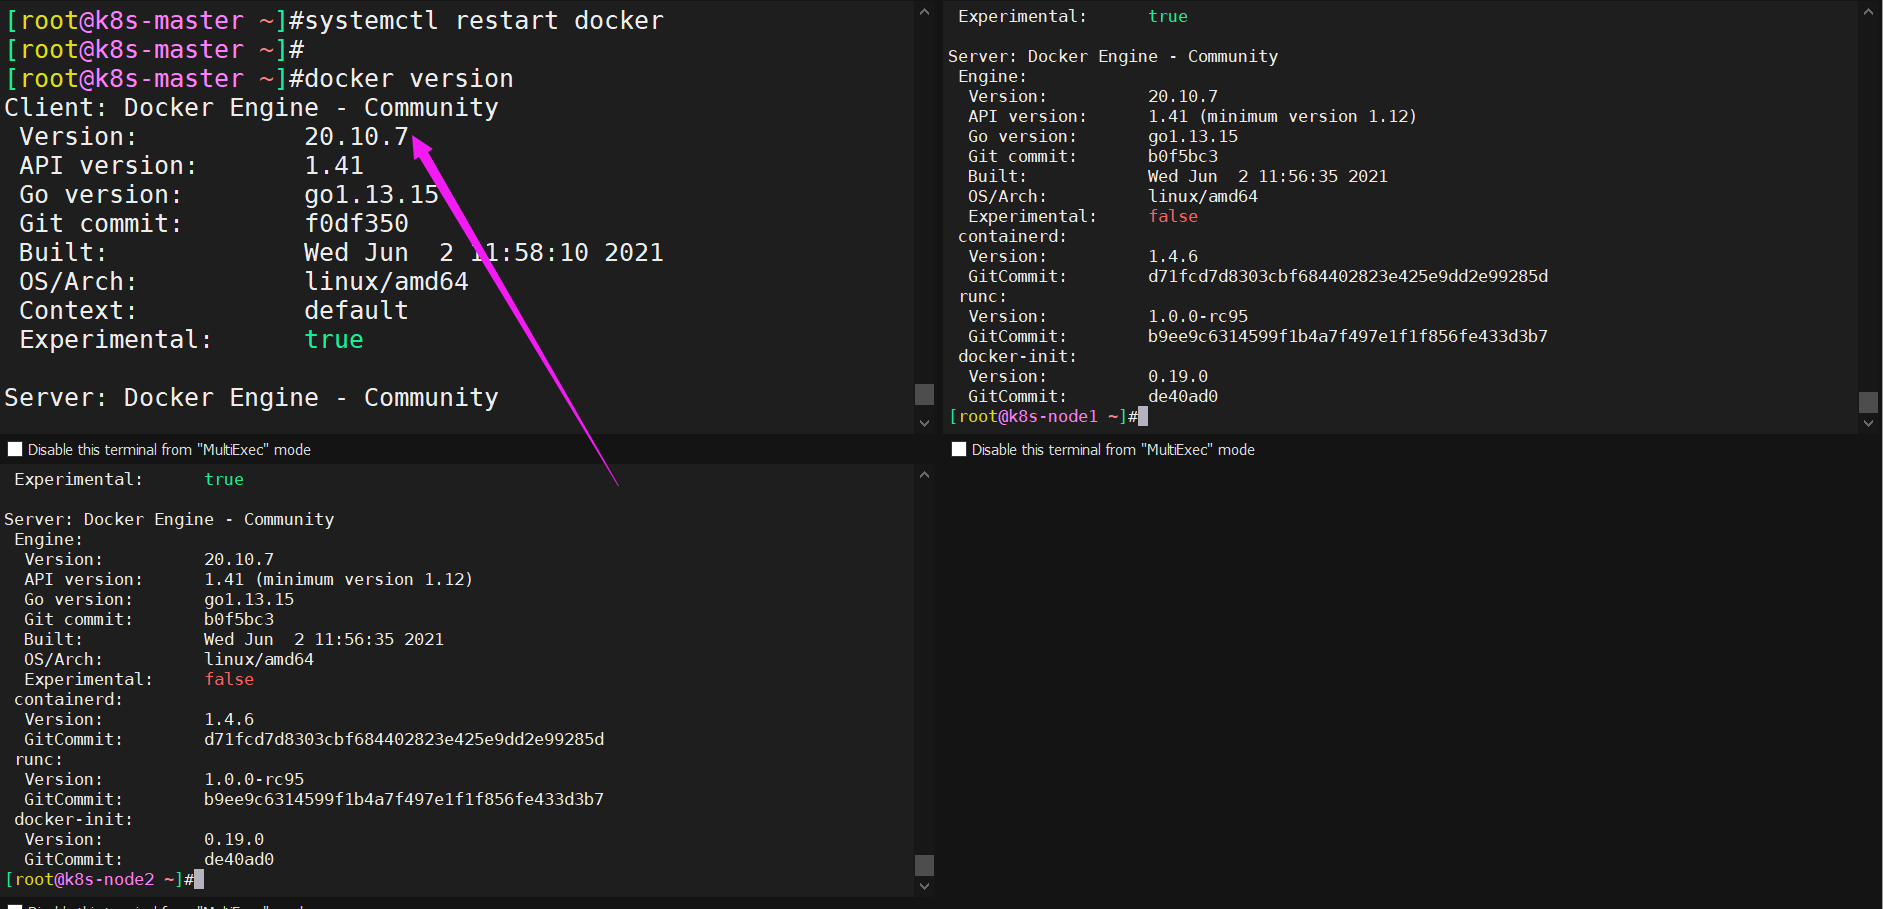 [root@k8s-master ~]#systemctl restart docker
[root@k8s-master ~]#
[root@k8s-master ~]#docker version
Client: Docker Engine - Community
 Version:           20.10.7
 API version:       1.41
 Go version:        go1.13.15
 Git commit:        f0df350
 Built:             Wed Jun  2 11:58:10 2021
 OS/Arch:           linux/amd64
 Context:           default
 Experimental:      true

Server: Docker Engine - Community
Disable this terminal from "MultiExec" mode
 Experimental:      true

Server: Docker Engine - Community
 Engine:
  Version:          20.10.7
  API version:      1.41 (minimum version 1.12)
  Go version:       go1.13.15
  Git commit:       b0f5bc3
  Built:            Wed Jun  2 11:56:35 2021
  OS/Arch:          linux/amd64
  Experimental:     false
 containerd:
  Version:          1.4.6
  GitCommit:        d71fcd7d8303cbf684402823e425e9dd2e99285d
 runc:
  Version:          1.0.0-rc95
  GitCommit:        b9ee9c6314599f1b4a7f497e1f1f856fe433d3b7
 docker-init:
  Version:          0.19.0
  GitCommit:        de40ad0
[root@k8s-node1 ~]#
Disable this terminal from "MultiExec" mode
 Experimental:      true

Server: Docker Engine - Community
 Engine:
  Version:          20.10.7
  API version:      1.41 (minimum version 1.12)
  Go version:       go1.13.15
  Git commit:       b0f5bc3
  Built:            Wed Jun  2 11:56:35 2021
  OS/Arch:          linux/amd64
  Experimental:     false
 containerd:
  Version:          1.4.6
  GitCommit:        d71fcd7d8303cbf684402823e425e9dd2e99285d
 runc:
  Version:          1.0.0-rc95
  GitCommit:        b9ee9c6314599f1b4a7f497e1f1f856fe433d3b7
 docker-init:
  Version:          0.19.0
  GitCommit:        de40ad0
[root@k8s-node2 ~]#